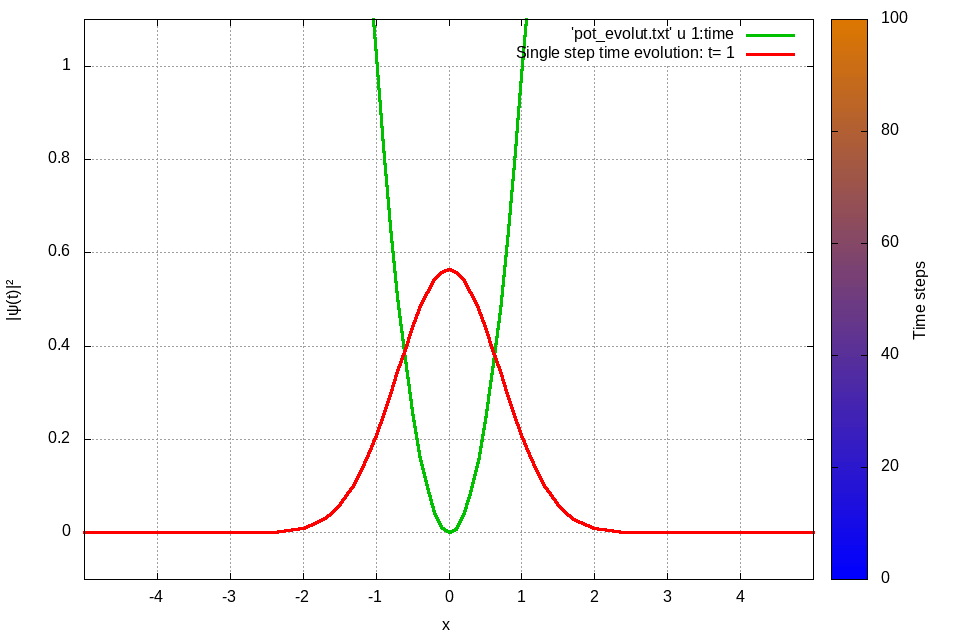 'pot_evolut.txt' u 1:time
Single step time evolution: t= 1
1
0.8
0.6
0.4
0.2
0
|ψ(t)|²
-4 -3 -2 -1 0 1 2 3 4
x
100
80
60
40
20
0
Time steps